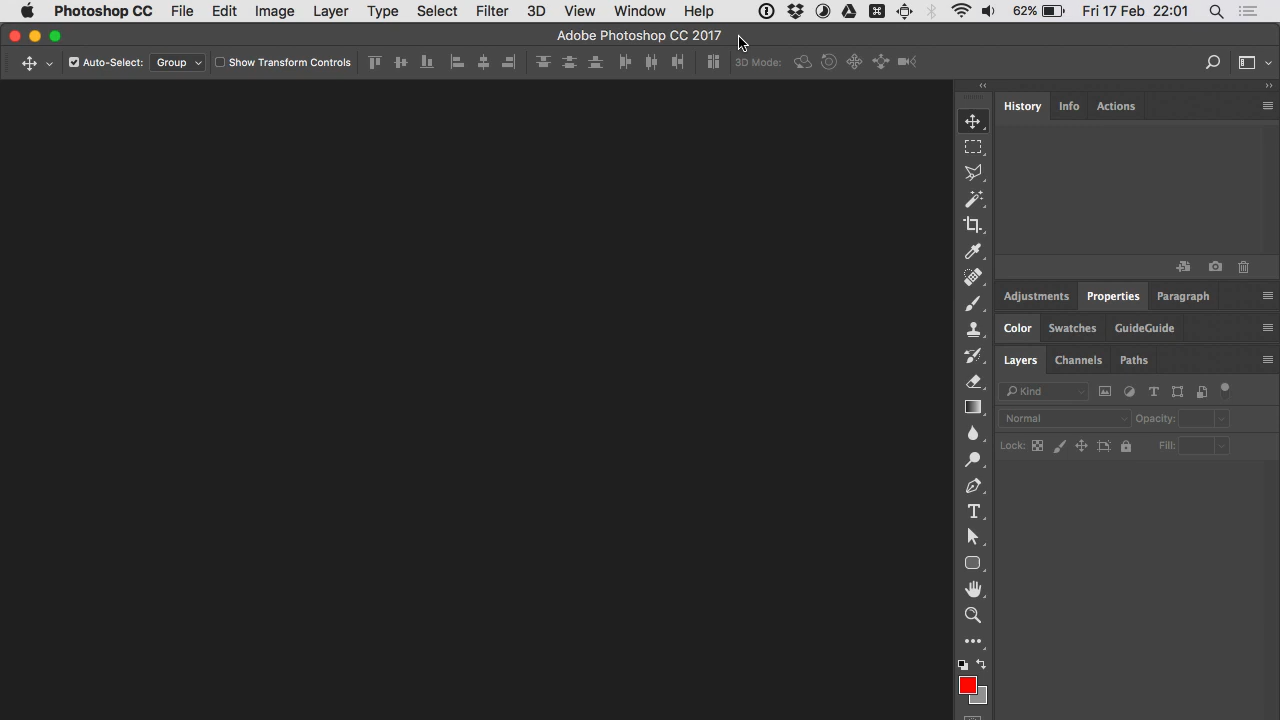 Photoshop CC File Edit Image Layer Type Select Filter 3D View Window Help 62% Fri 17 Feb 22:01
Adobe Photoshop CC 2017
Auto-Select: Group Show Transform Controls 3D Mode:
History Info Actions
Adjustments Properties Paragraph
Color Swatches GuideGuide
Layers Channels Paths
Kind
Normal Opacity:
Lock: Fill: